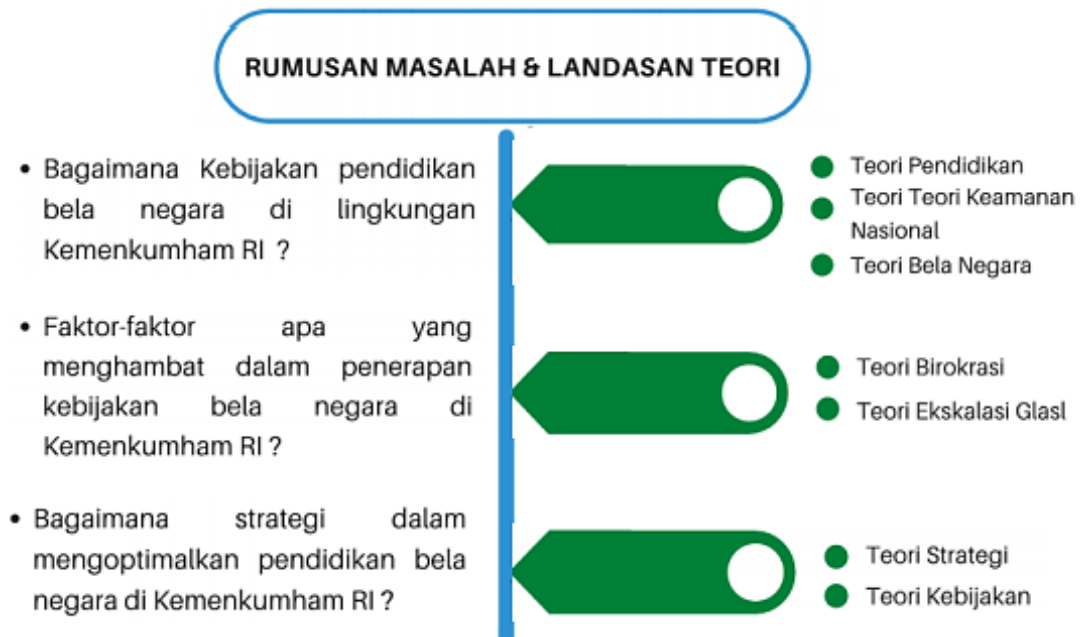 RUMUSAN MASALAH & LANDASAN TEORI
• Bagaimana Kebijakan pendidikan
bela negara di lingkungan
Kemenkumham RI ?
Teori Pendidikan
Teori Teori Keamanan
Nasional
Teori Bela Negara
• Faktor-faktor apa yang
menghambat dalam penerapan
kebijakan bela negara di
Kemenkumham RI ?
Teori Birokrasi
Teori Ekskalasi Glasl
• Bagaimana strategi dalam
mengoptimalkan pendidikan bela
negara di Kemenkumham RI ?
Teori Strategi
Teori Kebijakan